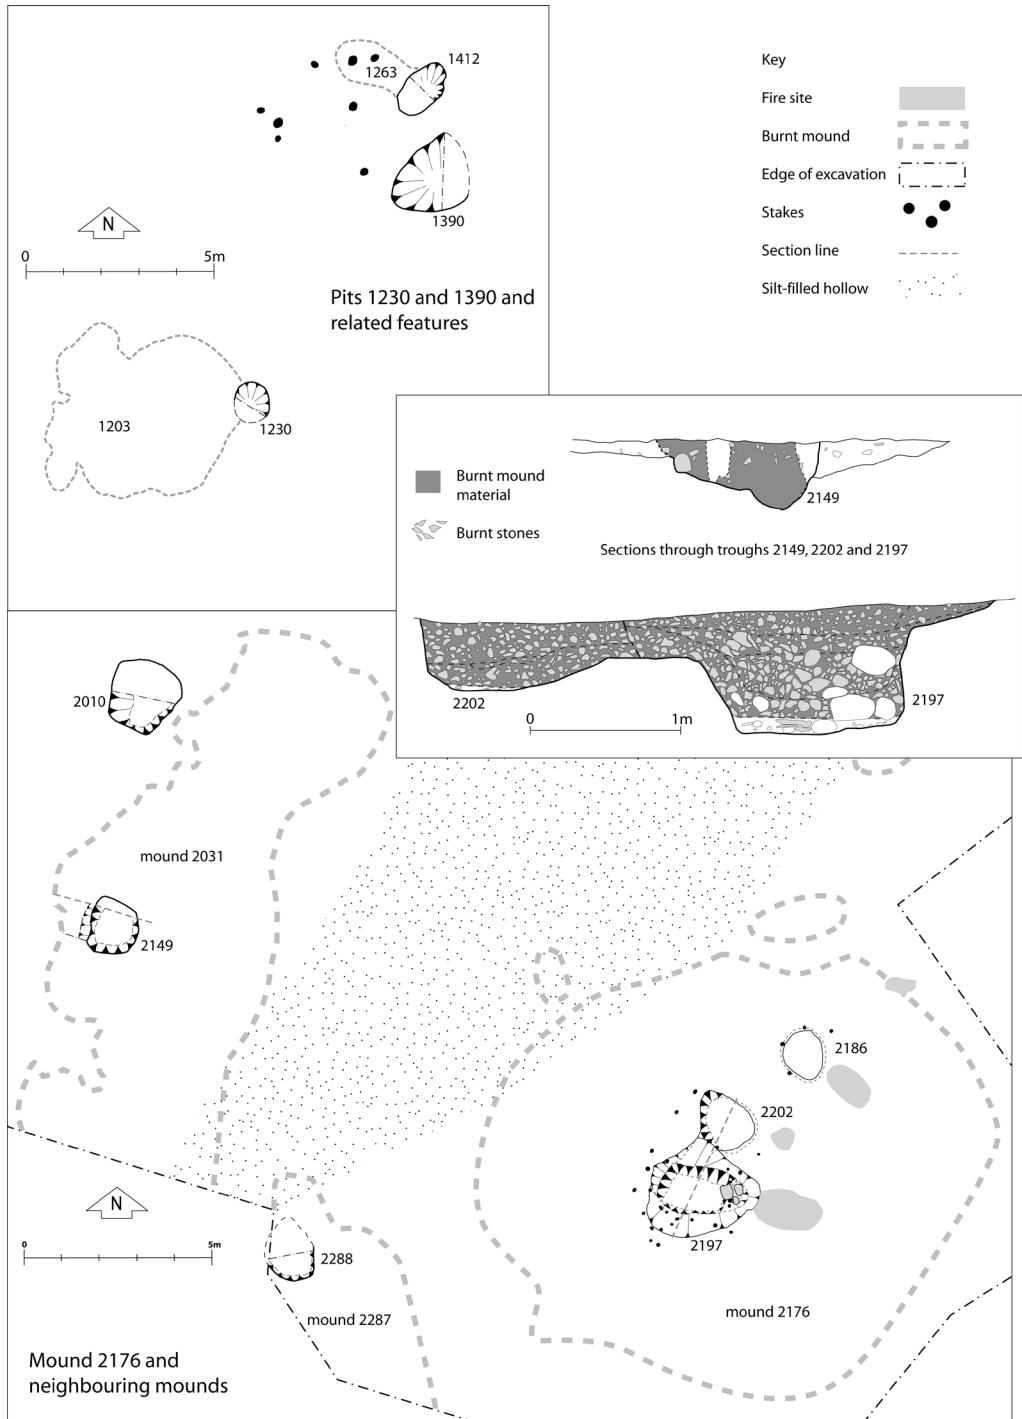 1412
1263
1390
N
0 5m
Pits 1230 and 1390 and
related features
1203
1230
Key
Fire site
Burnt mound
Edge of excavation
Stakes
Section line
Silt-filled hollow
Burnt mound
material
Burnt stones
2149
Sections through troughs 2149, 2202 and 2197
2202
2197
0 1m
2010
mound 2031
2149
2186
2202
2197
N
0 5m
2288
mound 2287
mound 2176
Mound 2176 and
neighbouring mounds